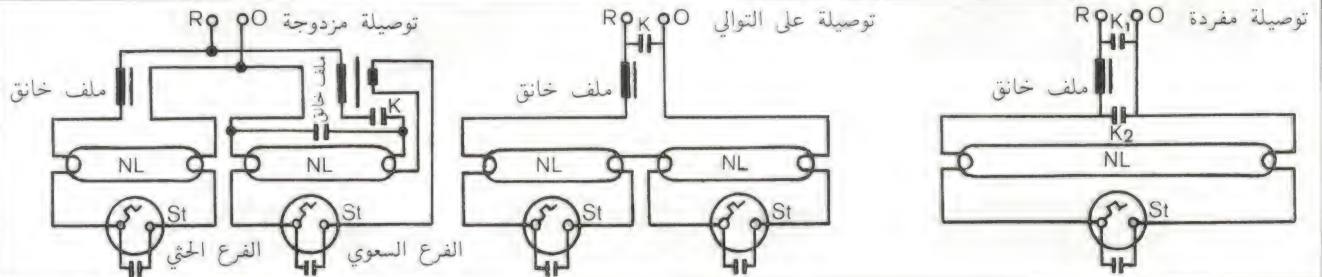 توصيلة مفردة
R K₁ O
ملف خانق
K₂
NL
St
توصيلة على التوالي
R K O
ملف خانق
NL NL
St St
توصيلة مزدوجة
R O
ملف خانق
ملف خانق
K
NL NL
St St
الفرع الحثي
الفرع السعوي